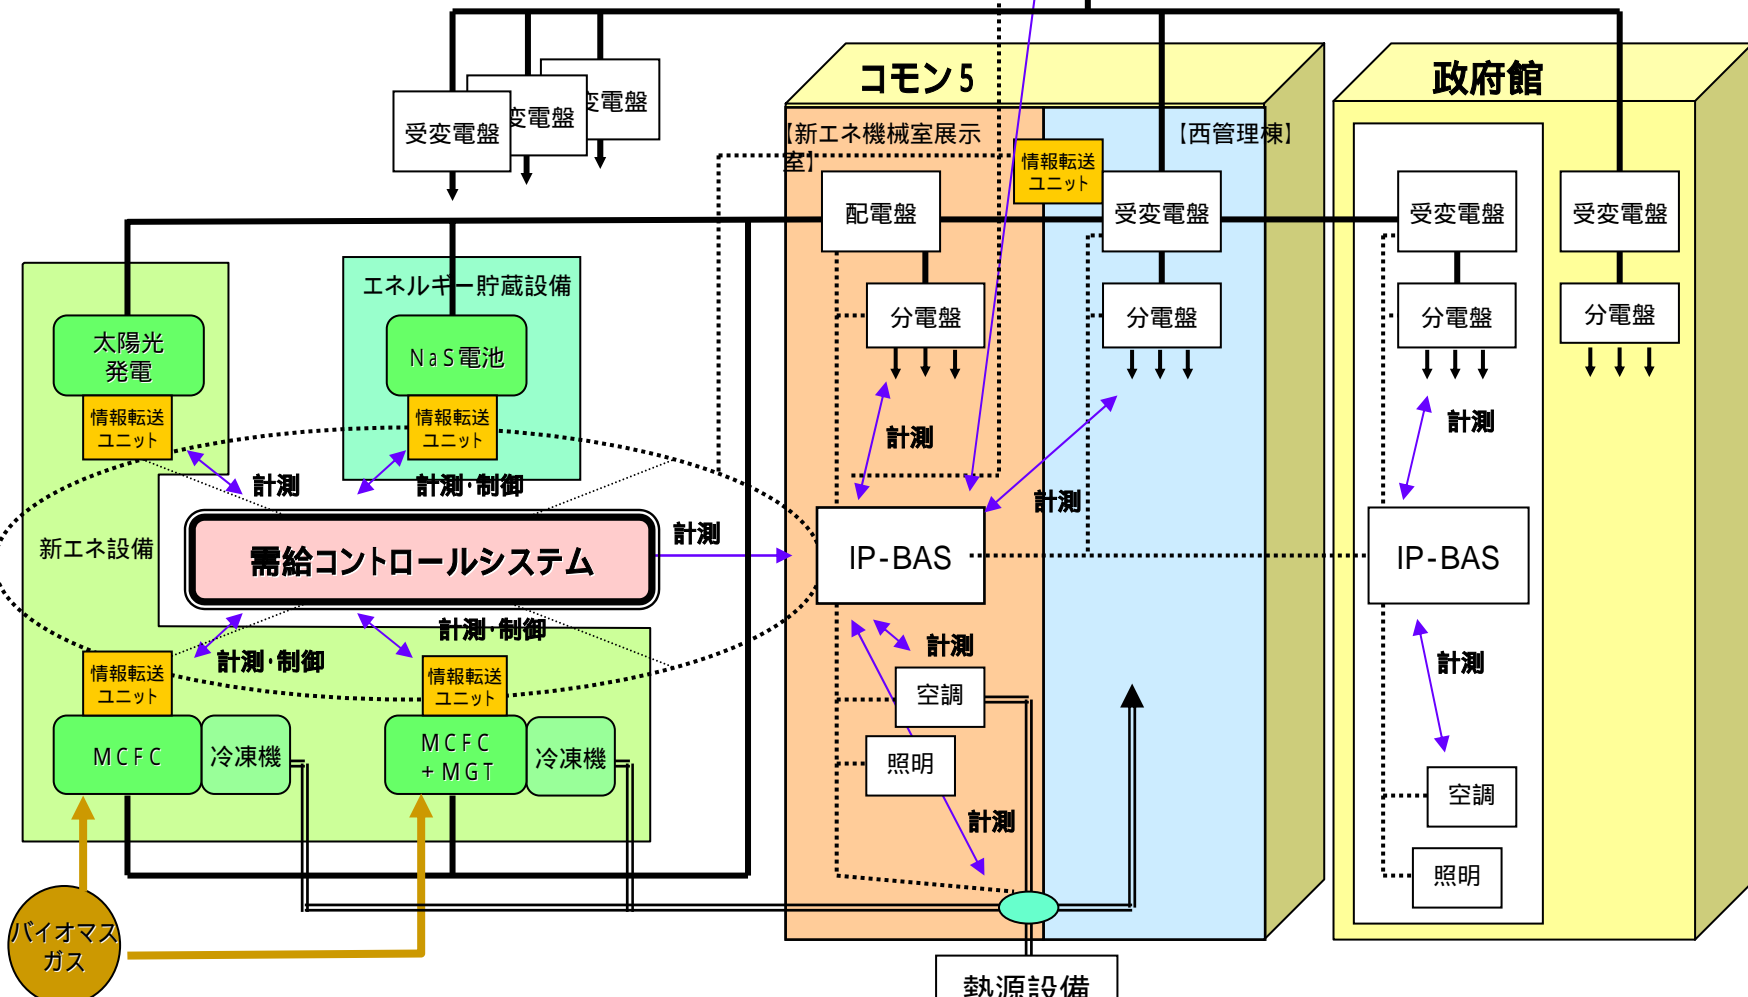 コモン5
政府館
変電盤
変電盤
受変電盤
【新エネ機械室展示
室】
【西管理棟】
情報転送
ユニット
配電盤
受変電盤
受変電盤
受変電盤
エネルギー貯蔵設備
分電盤
分電盤
分電盤
分電盤
太陽光
発電
NaS電池
情報転送
ユニット
情報転送
ユニット
計測
計測
計測
計測・制御
計測
計測
新エネ設備
需給コントロールシステム
IP-BAS
IP-BAS
計測・制御
計測・制御
計測
計測
情報転送
ユニット
情報転送
ユニット
空調
MCFC
冷凍機
MCFC
+MGT
冷凍機
照明
空調
計測
照明
バイオマス
ガス
熱源設備